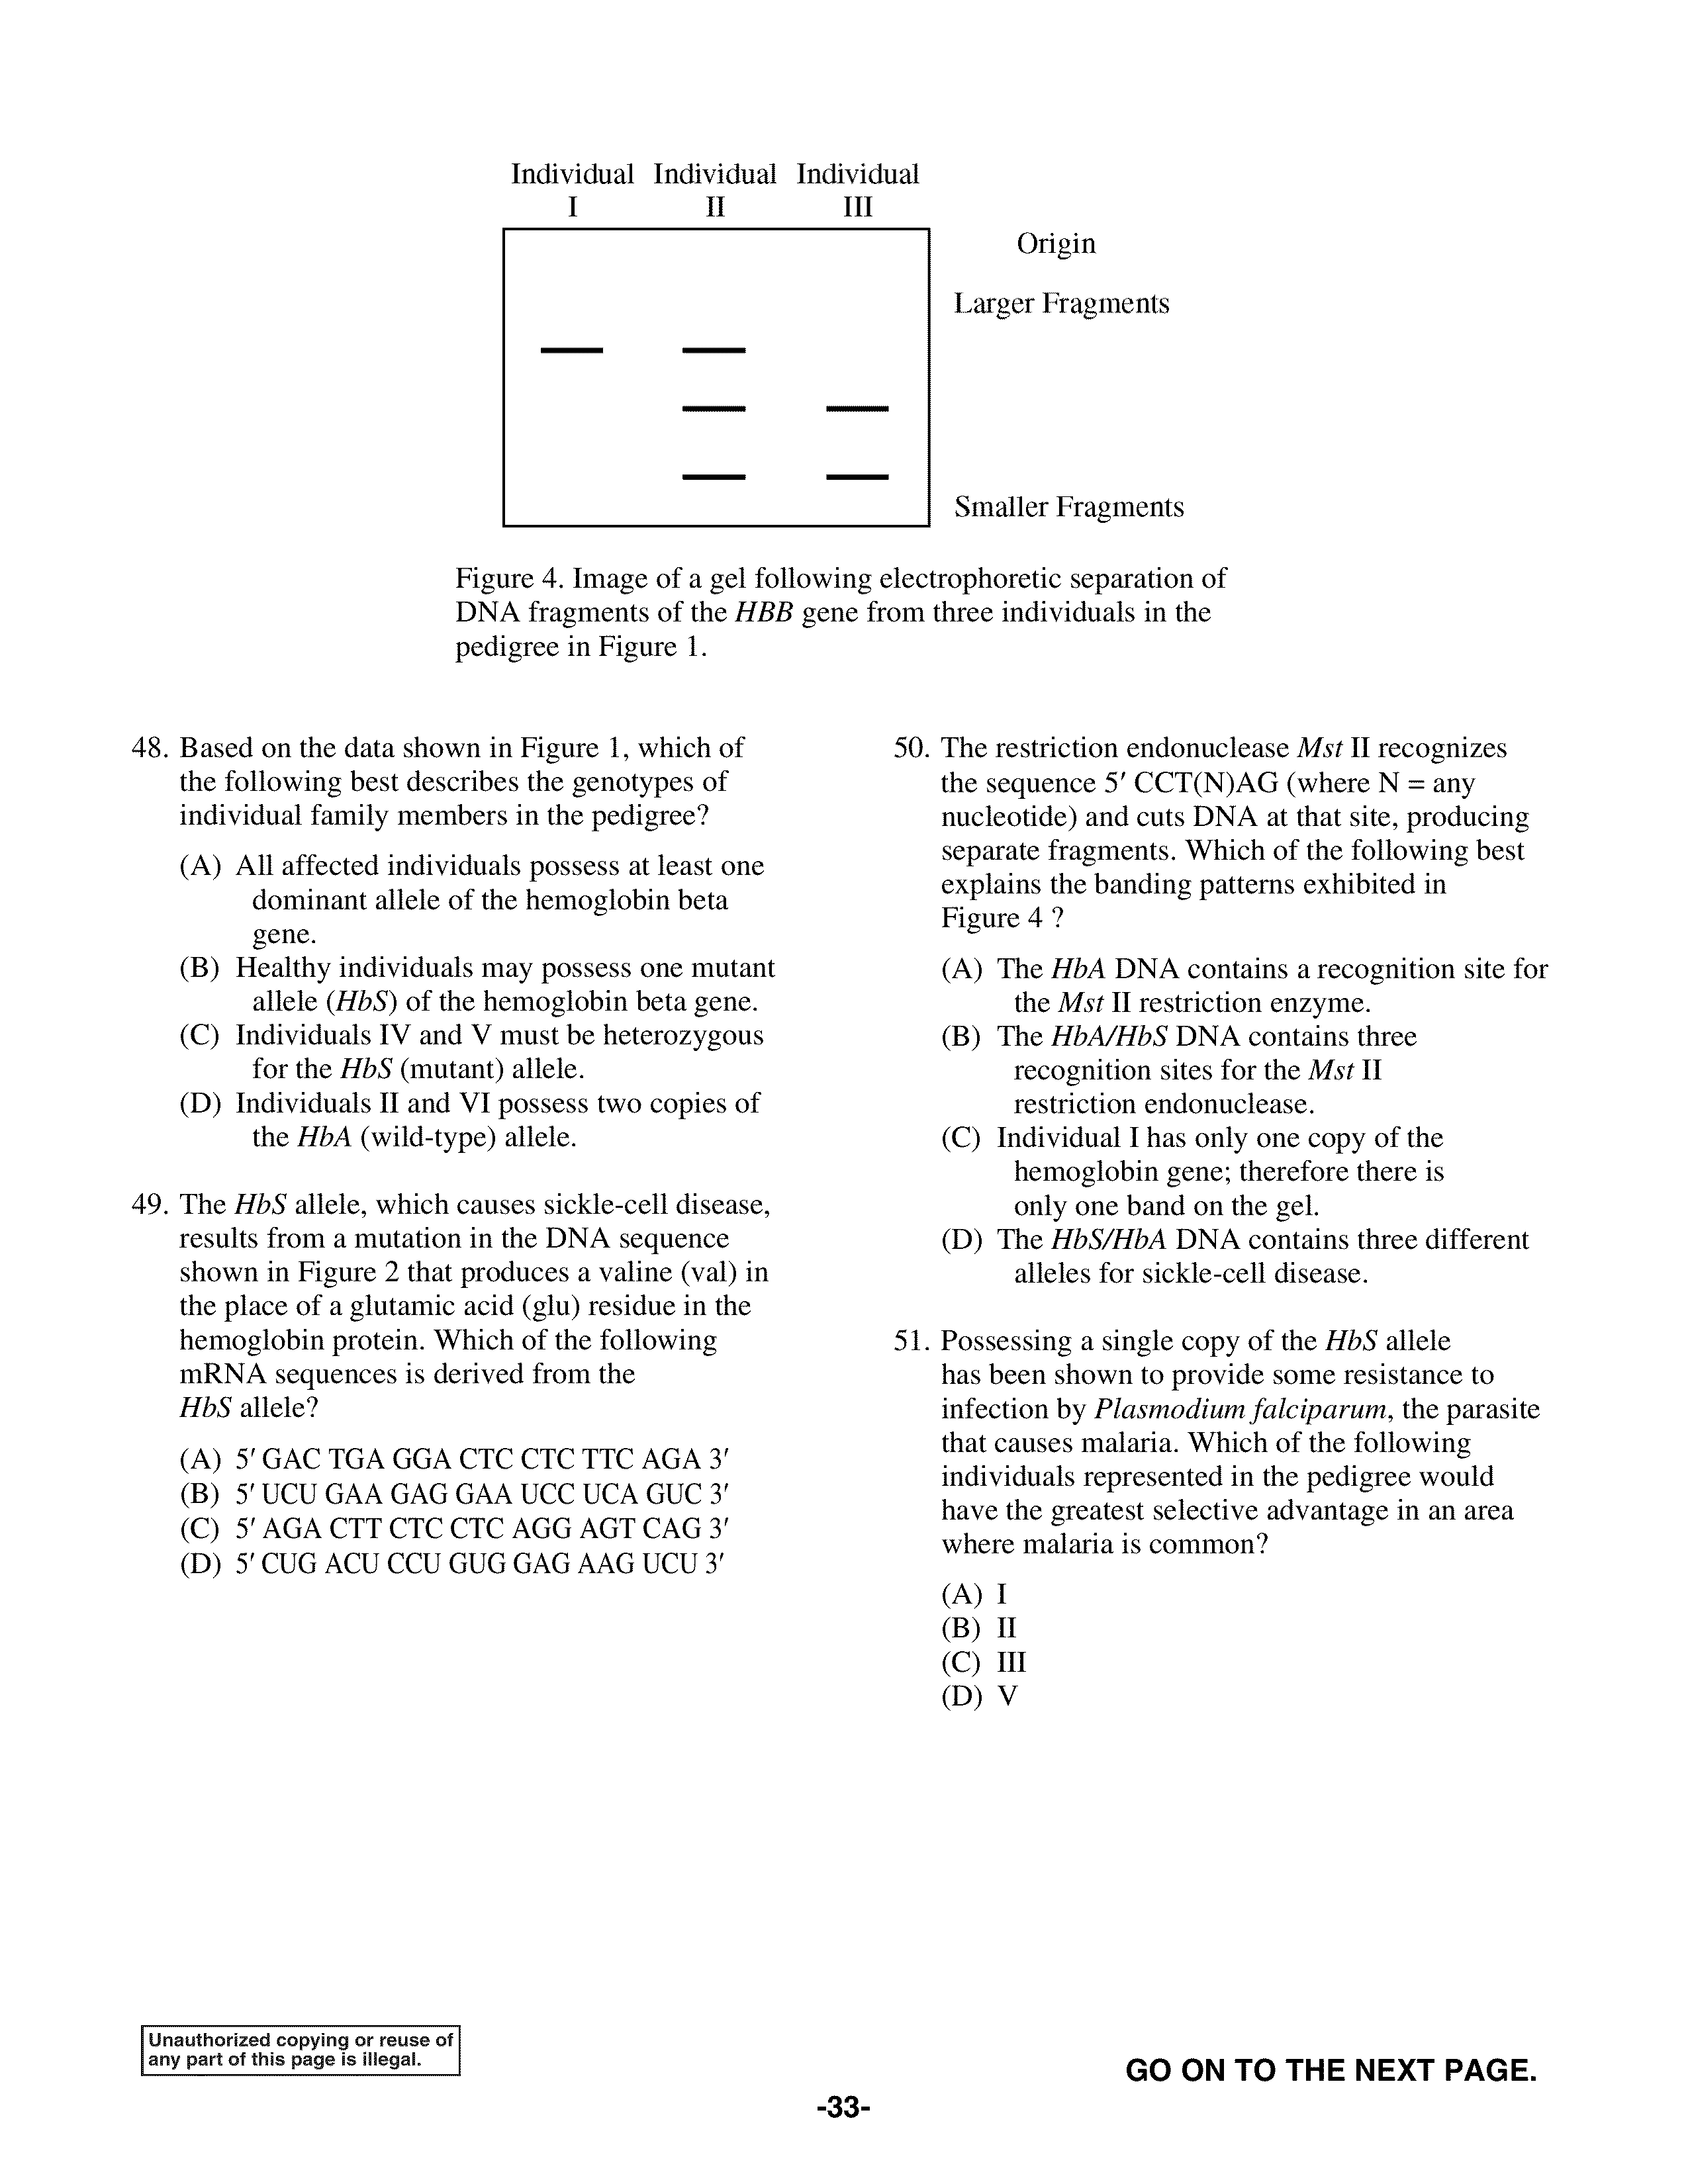 Individual Individual Individual
I II III
Origin
Larger Fragments
Smaller Fragments
Figure 4. Image of a gel following electrophoretic separation of
DNA fragments of the HBB gene from three individuals in the
pedigree in Figure 1.
48. Based on the data shown in Figure 1, which of
the following best describes the genotypes of
individual family members in the pedigree?
(A) All affected individuals possess at least one
dominant allele of the hemoglobin beta
gene.
(B) Healthy individuals may possess one mutant
allele (HbS) of the hemoglobin beta gene.
(C) Individuals IV and V must be heterozygous
for the HbS (mutant) allele.
(D) Individuals II and VI possess two copies of
the HbA (wild-type) allele.
49. The HbS allele, which causes sickle-cell disease,
results from a mutation in the DNA sequence
shown in Figure 2 that produces a valine (val) in
the place of a glutamic acid (glu) residue in the
hemoglobin protein. Which of the following
mRNA sequences is derived from the
HbS allele?
(A) 5′ GAC TGA GGA CTC CTC TTC AGA 3′
(B) 5′ UCU GAA GAG GAA UCC UCA GUC 3′
(C) 5′ AGA CTT CTC CTC AGG AGT CAG 3′
(D) 5′ CUG ACU CCU GUG GAG AAG UCU 3′
50. The restriction endonuclease Mst II recognizes
the sequence 5′ CCT(N)AG (where N = any
nucleotide) and cuts DNA at that site, producing
separate fragments. Which of the following best
explains the banding patterns exhibited in
Figure 4 ?
(A) The HbA DNA contains a recognition site for
the Mst II restriction enzyme.
(B) The HbA/HbS DNA contains three
recognition sites for the Mst II
restriction endonuclease.
(C) Individual I has only one copy of the
hemoglobin gene; therefore there is
only one band on the gel.
(D) The HbS/HbA DNA contains three different
alleles for sickle-cell disease.
51. Possessing a single copy of the HbS allele
has been shown to provide some resistance to
infection by Plasmodium falciparum, the parasite
that causes malaria. Which of the following
individuals represented in the pedigree would
have the greatest selective advantage in an area
where malaria is common?
(A) I
(B) II
(C) III
(D) V
Unauthorized copying or reuse of
any part of this page is illegal.
GO ON TO THE NEXT PAGE.
-33-